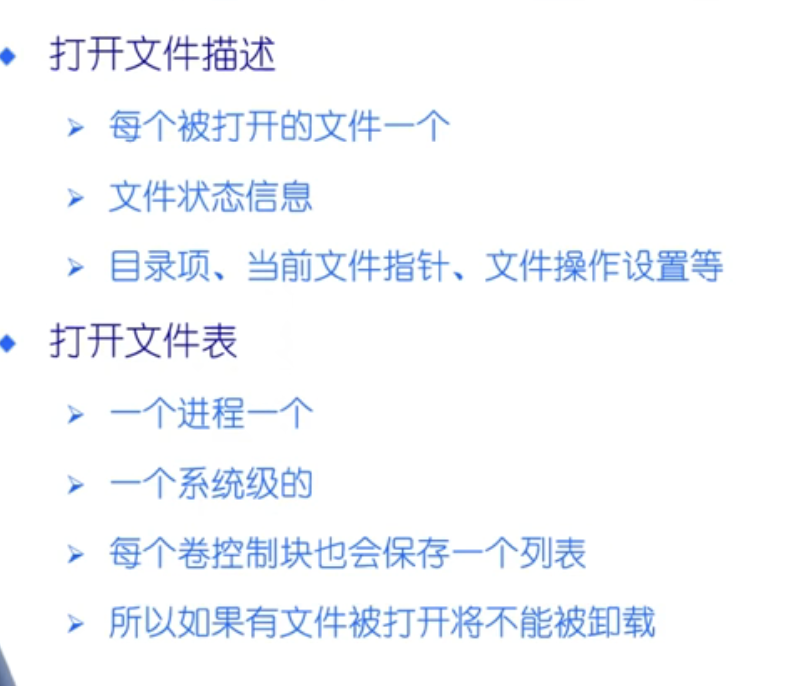 打开文件描述
每个被打开的文件一个
文件状态信息
目录项、当前文件指针、文件操作设置等
打开文件表
一个进程一个
一个系统级的
每个卷控制块也会保存一个列表
所以如果有文件被打开将不能被卸载